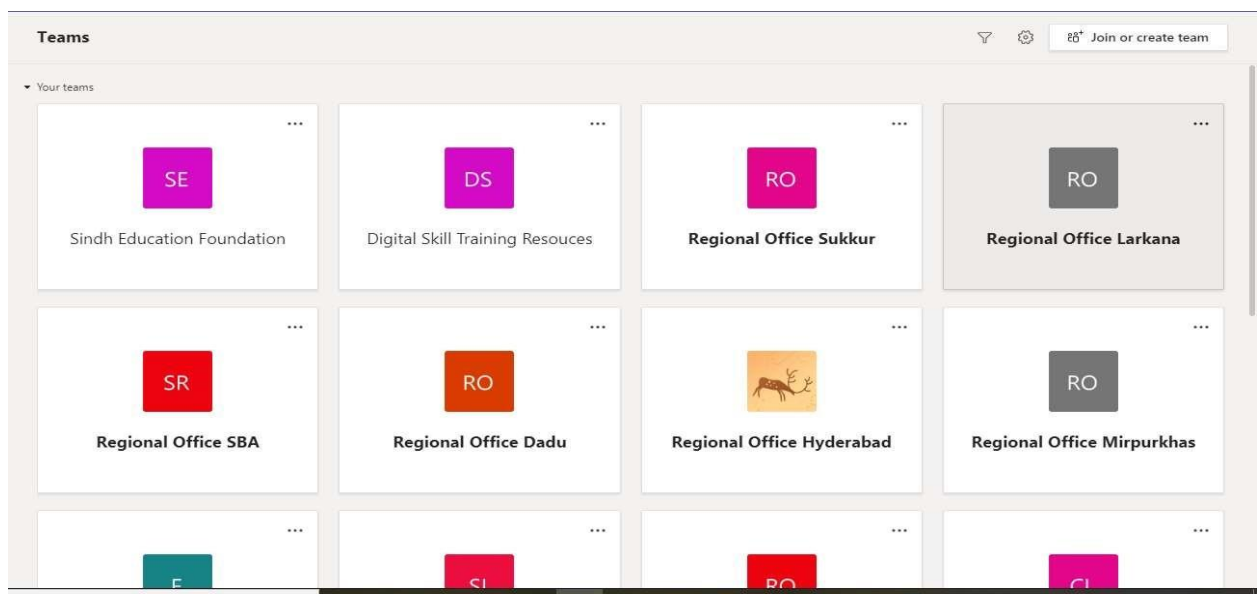 Teams
Join or create team
Your teams
SE
DS
RO
RO
Sindh Education Foundation
Digital Skill Training Resouces
Regional Office Sukkur
Regional Office Larkana
SR
RO
RO
Regional Office SBA
Regional Office Dadu
Regional Office Hyderabad
Regional Office Mirpurkhas
RO